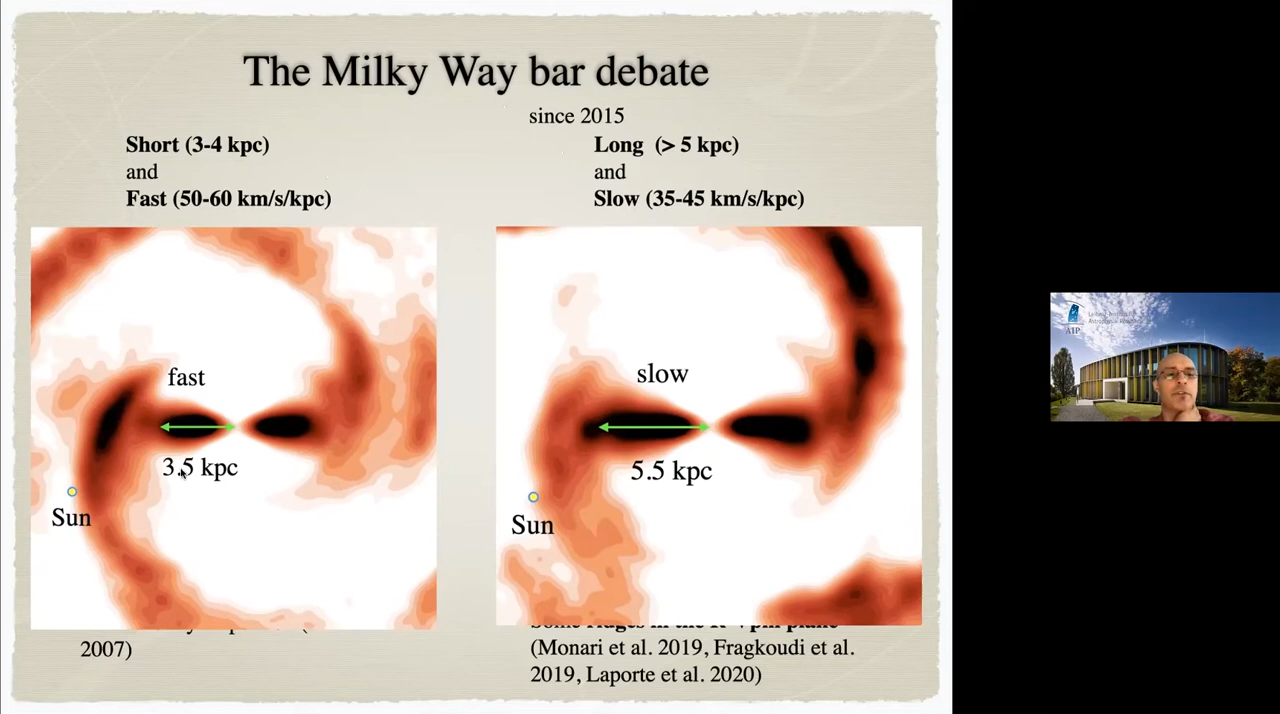 The Milky Way bar debate
since 2015
Short (3-4 kpc)
and
Fast (50-60 km/s/kpc)
Long (> 5 kpc)
and
Slow (35-45 km/s/kpc)
fast
3.5 kpc
Sun
slow
5.5 kpc
Sun
2007)
(Monari et al. 2019, Fragkoudi et al.
2019, Laporte et al. 2020)
AIP